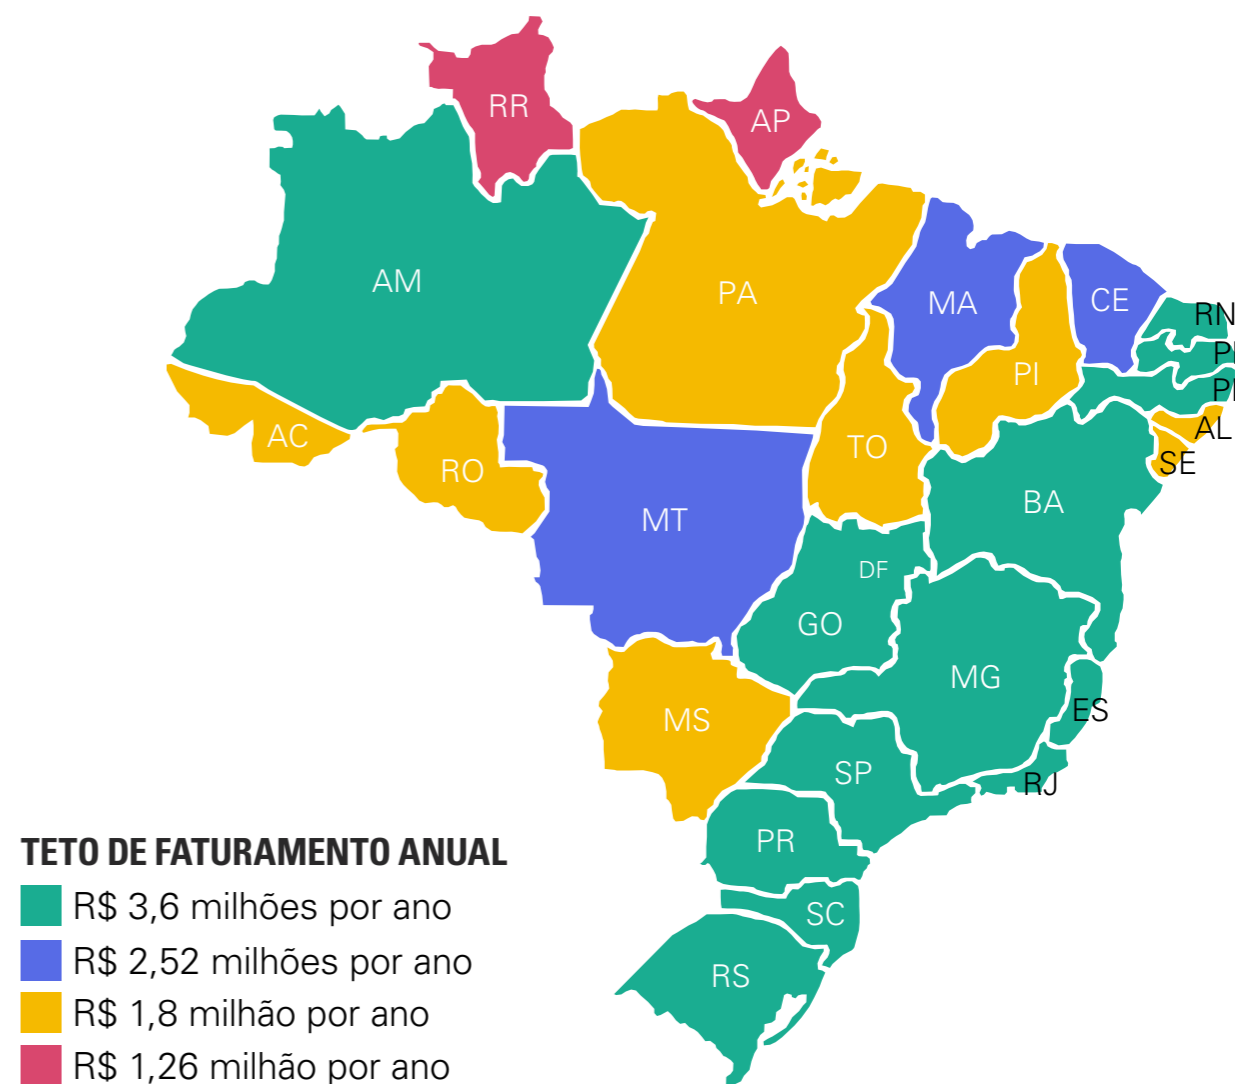 RR
AP
AM
PA
MA
CE
RN
PI
AC
RO
TO
AL
SE
MT
BA
DF
GO
MG
MS
ES
SP
RJ
PR
SC
RS
TETO DE FATURAMENTO ANUAL
R$ 3,6 milhões por ano
R$ 2,52 milhões por ano
R$ 1,8 milhão por ano
R$ 1,26 milhão por ano